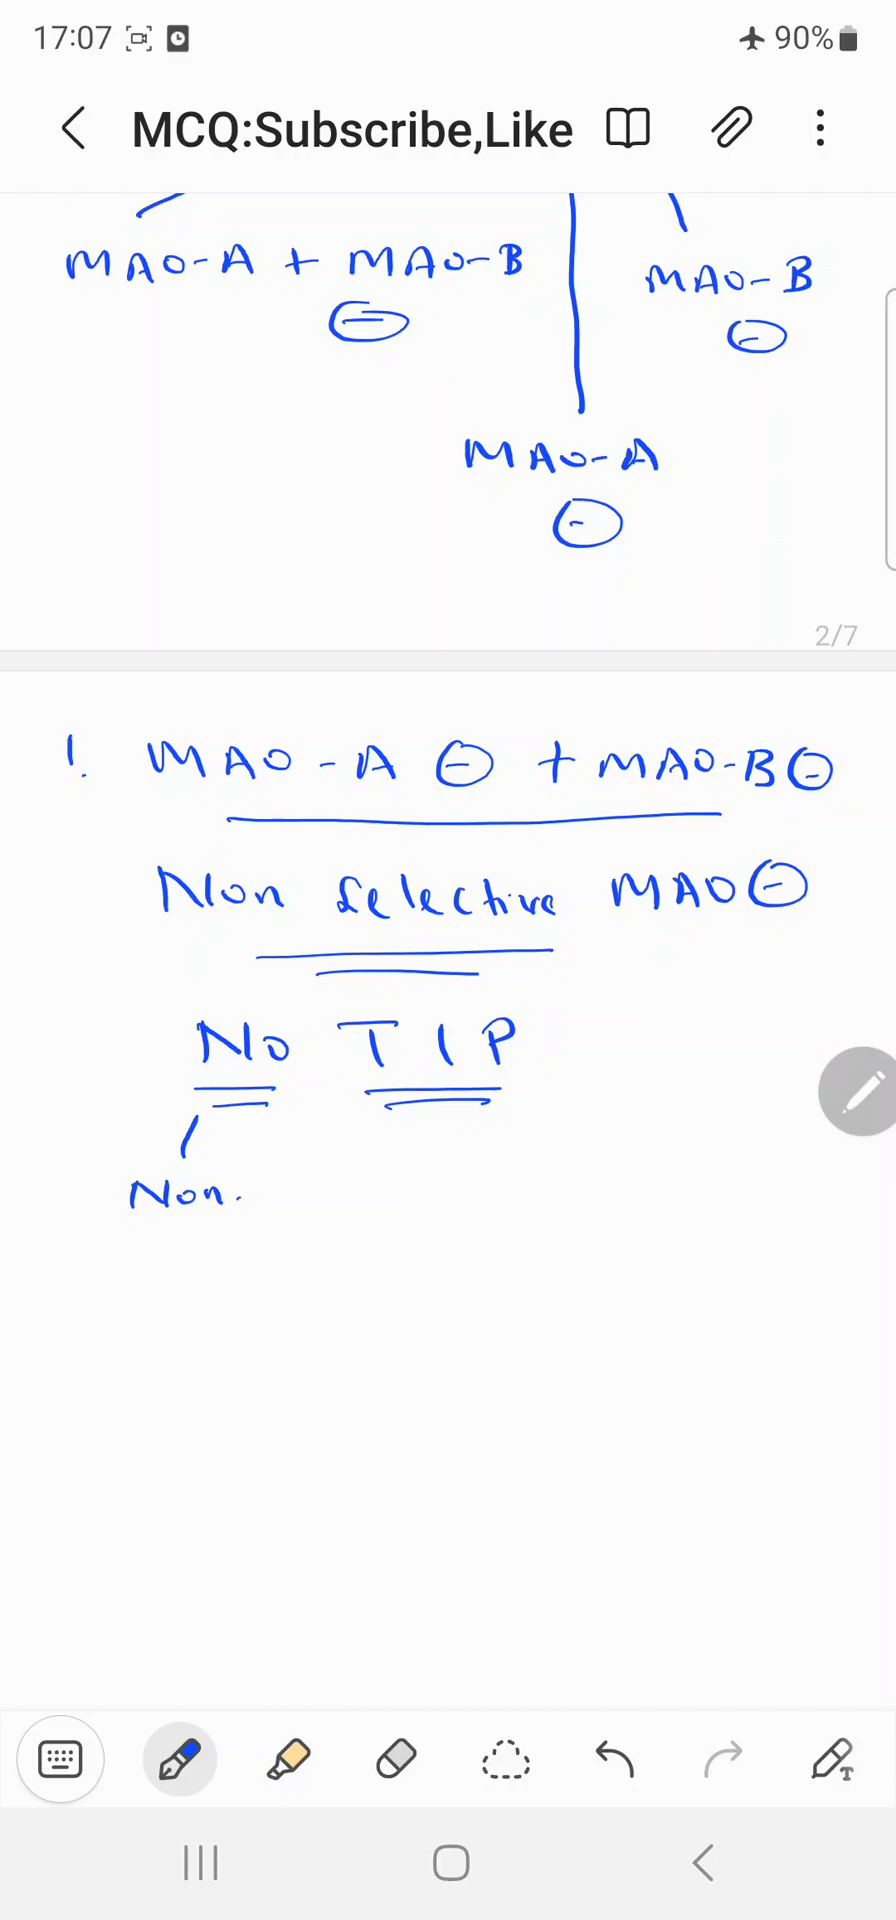 17:07 90%
MCQ:Subscribe,Like
MAO-A + MAO-B
⊖
MAO-B
⊖
MAO-A
⊖
2/7
1. MAO-A ⊖ + MAO-B ⊖
Non Selective MAO ⊖
No TIP
Non.
T